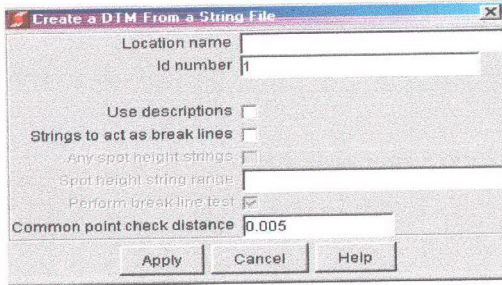 Create a DTM From a String File
Location name
Id number 1
Use descriptions
Strings to act as break lines
Any spot height strings
Spot height string range
Perform break line test
Common point check distance 0.005
Apply Cancel Help